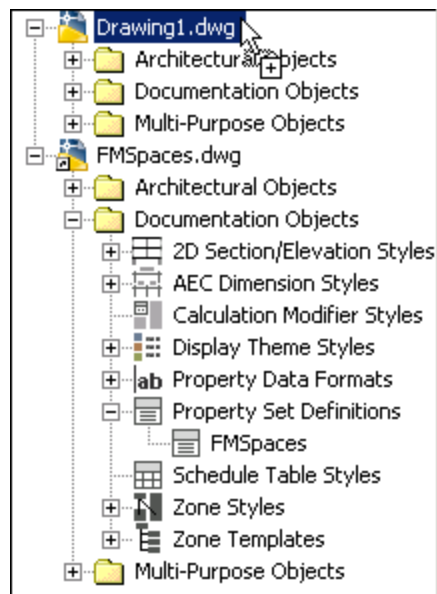 Drawing1.dwg
Architectural Objects
Documentation Objects
Multi-Purpose Objects
FMSpaces.dwg
Architectural Objects
Documentation Objects
2D Section/Elevation Styles
AEC Dimension Styles
Calculation Modifier Styles
Display Theme Styles
ab Property Data Formats
Property Set Definitions
FMSpaces
Schedule Table Styles
Zone Styles
Zone Templates
Multi-Purpose Objects